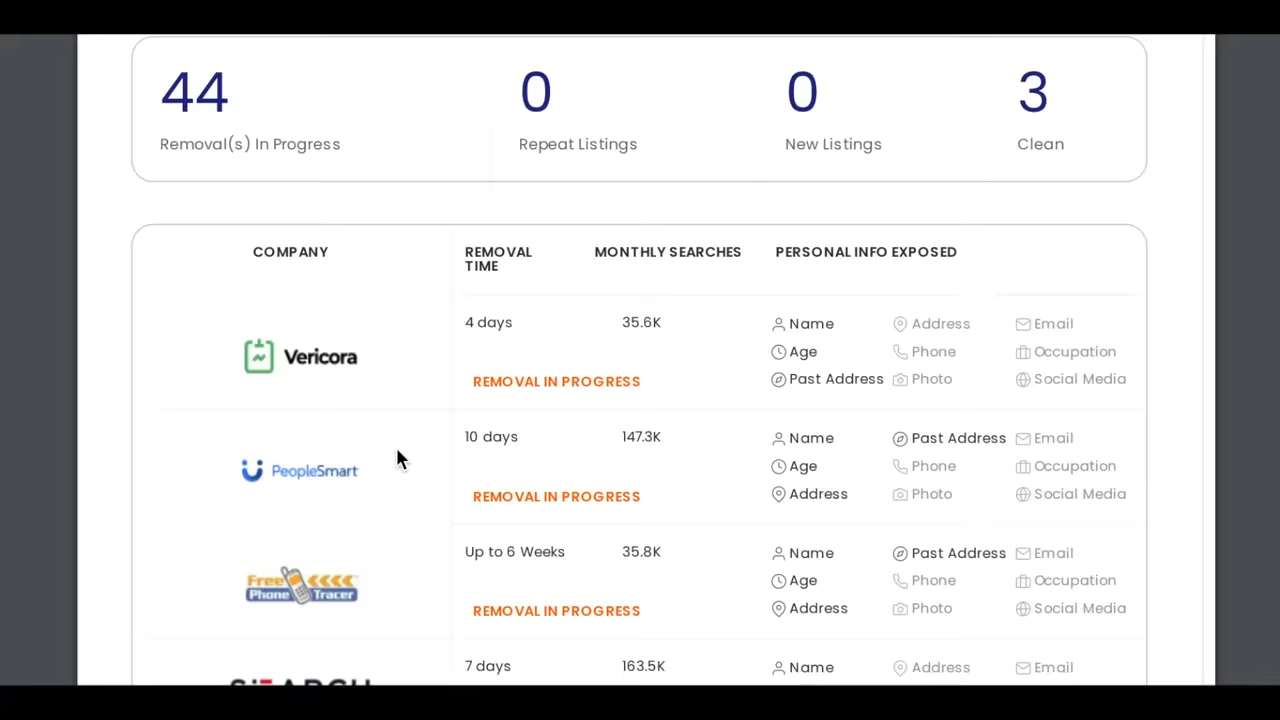 44
Removal(s) In Progress
0
Repeat Listings
0
New Listings
3
Clean
COMPANY
REMOVAL
TIME
MONTHLY SEARCHES
PERSONAL INFO EXPOSED
Vericora
4 days
35.6K
REMOVAL IN PROGRESS
Name Address Email
Age Phone Occupation
Past Address Photo Social Media
PeopleSmart
10 days
147.3K
REMOVAL IN PROGRESS
Name Past Address Email
Age Phone Occupation
Address Photo Social Media
Free
Phone Tracer
Up to 6 Weeks
35.8K
REMOVAL IN PROGRESS
Name Past Address Email
Age Phone Occupation
Address Photo Social Media
7 days
163.5K
Name Address Email